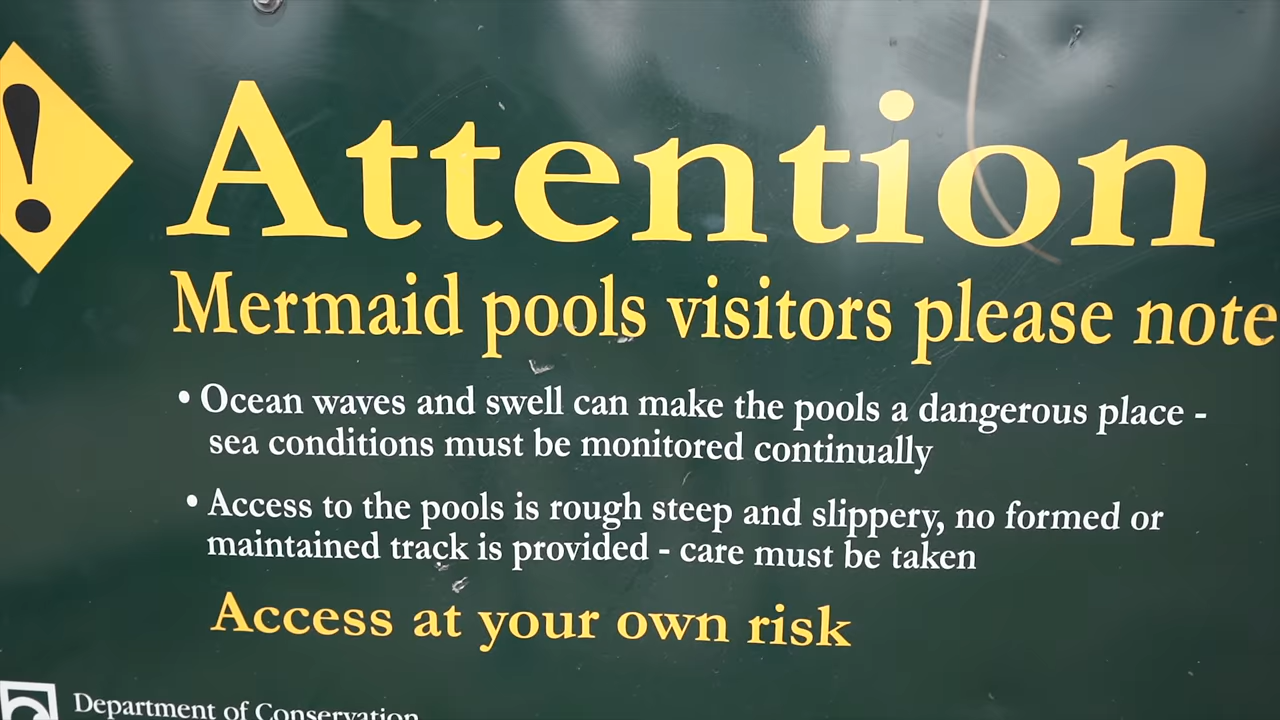 !
Attention
Mermaid pools visitors please note
• Ocean waves and swell can make the pools a dangerous place -
sea conditions must be monitored continually
• Access to the pools is rough steep and slippery, no formed or
maintained track is provided - care must be taken
Access at your own risk
Department of Conservation